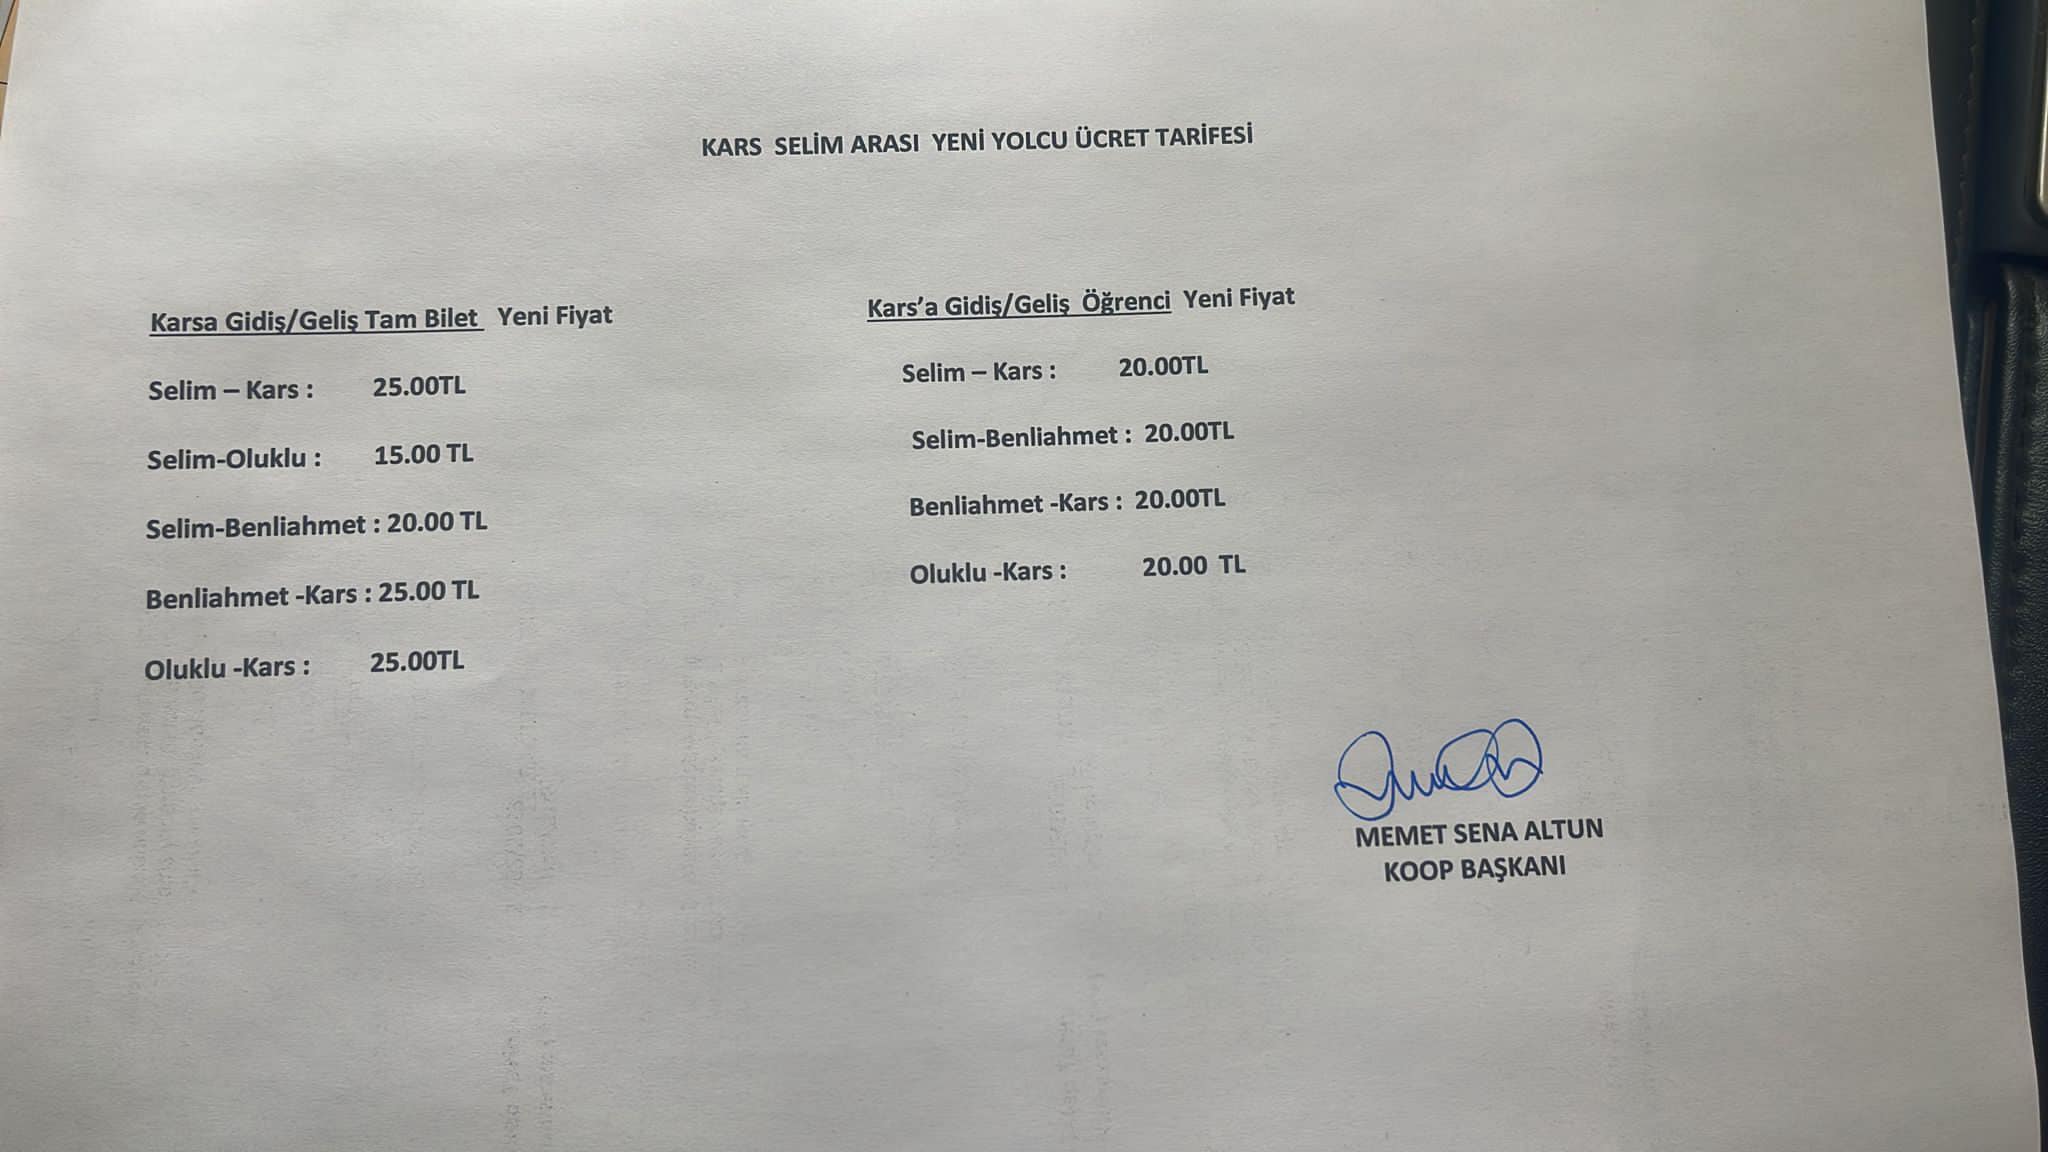 KARS SELİM ARASI YENİ YOLCU ÜCRET TARİFESİ
Karsa Gidiş/Geliş Tam Bilet Yeni Fiyat
Selim – Kars : 25.00TL
Selim-Oluklu : 15.00 TL
Selim-Benliahmet : 20.00 TL
Benliahmet -Kars : 25.00 TL
Oluklu -Kars : 25.00TL
Kars’a Gidiş/Geliş Öğrenci Yeni Fiyat
Selim – Kars : 20.00TL
Selim-Benliahmet : 20.00TL
Benliahmet -Kars : 20.00TL
Oluklu -Kars : 20.00 TL
MEMET SENA ALTUN
KOOP BAŞKANI